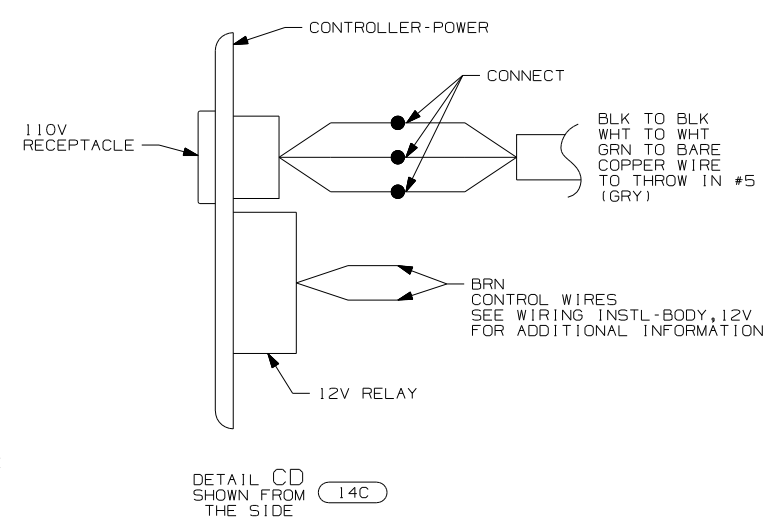 CONTROLLER-POWER
CONNECT
110V
RECEPTACLE
BLK TO BLK
WHT TO WHT
GRN TO BARE
COPPER WIRE
TO THROW IN #5
(GRY)
BRN
CONTROL WIRES
SEE WIRING INSTL-BODY,12V
FOR ADDITIONAL INFORMATION
12V RELAY
DETAIL CD
SHOWN FROM 14C
THE SIDE